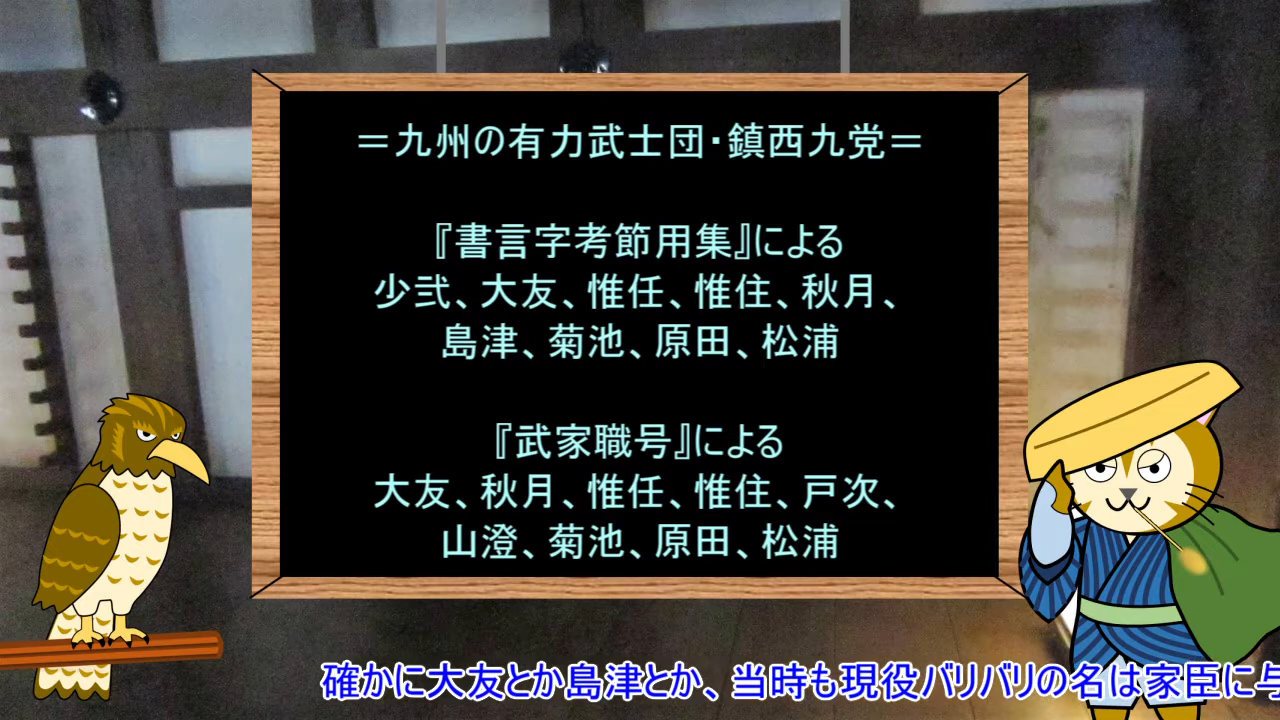 ＝九州の有力武士団・鎮西九党＝
『書言字考節用集』による
少弐、大友、惟任、惟住、秋月、
島津、菊池、原田、松浦
『武家職号』による
大友、秋月、惟任、惟住、戸次、
山澄、菊池、原田、松浦
確かに大友とか島津とか、当時も現役バリバリの名は家臣に与